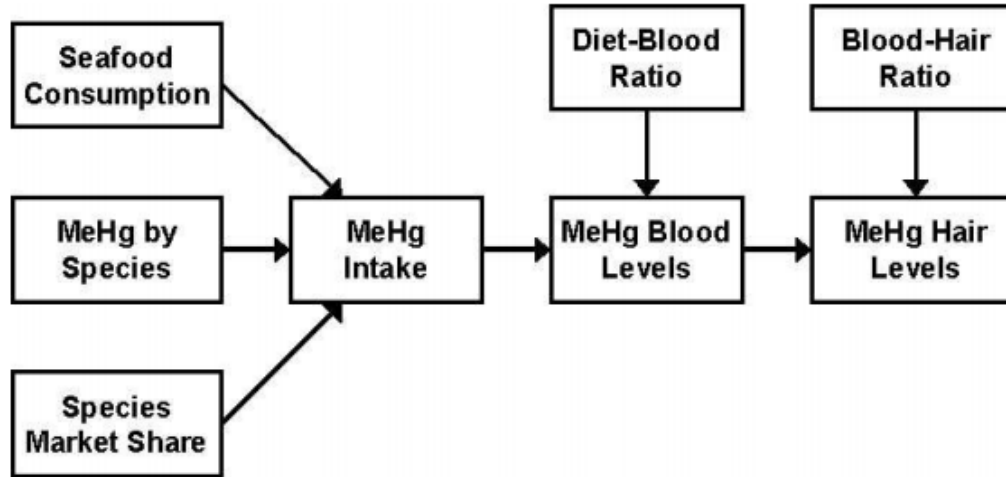 Seafood
Consumption
Diet-Blood
Ratio
Blood-Hair
Ratio
MeHg by
Species
MeHg
Intake
MeHg Blood
Levels
MeHg Hair
Levels
Species
Market Share